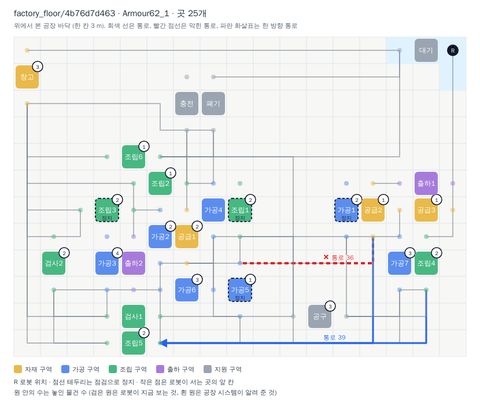 factory_floor/4b76d7d463 · Armour62_1 · 곳 25개
위에서 본 공장 바닥 (한 칸 3 m), 회색 선은 통로, 빨간 점선은 막힌 통로, 파란 화살표는 한 방향 통로
대기
R
3
창고
충전
폐기
1
조립6
1
조립2
출하1
2
조립3
가공4
2
조립1
2
가공1
1
공급2
3
공급3
2
가공2
2
공급1
✕ 통로 36
2
검사2
4
가공3
출하2
3
가공7
2
조립4
3
가공6
1
가공5
검사1
3
공구
2
조립5
통로 39
자재 구역
가공 구역
조립 구역
출하 구역
지원 구역
R 로봇 위치 · 점선 테두리는 점검으로 정지 · 작은 점은 로봇이 서는 곳의 앞 칸
원 안의 수는 놓인 물건 수 (검은 원은 로봇이 지금 보는 것, 흰 원은 공장 시스템이 알려 준 것)